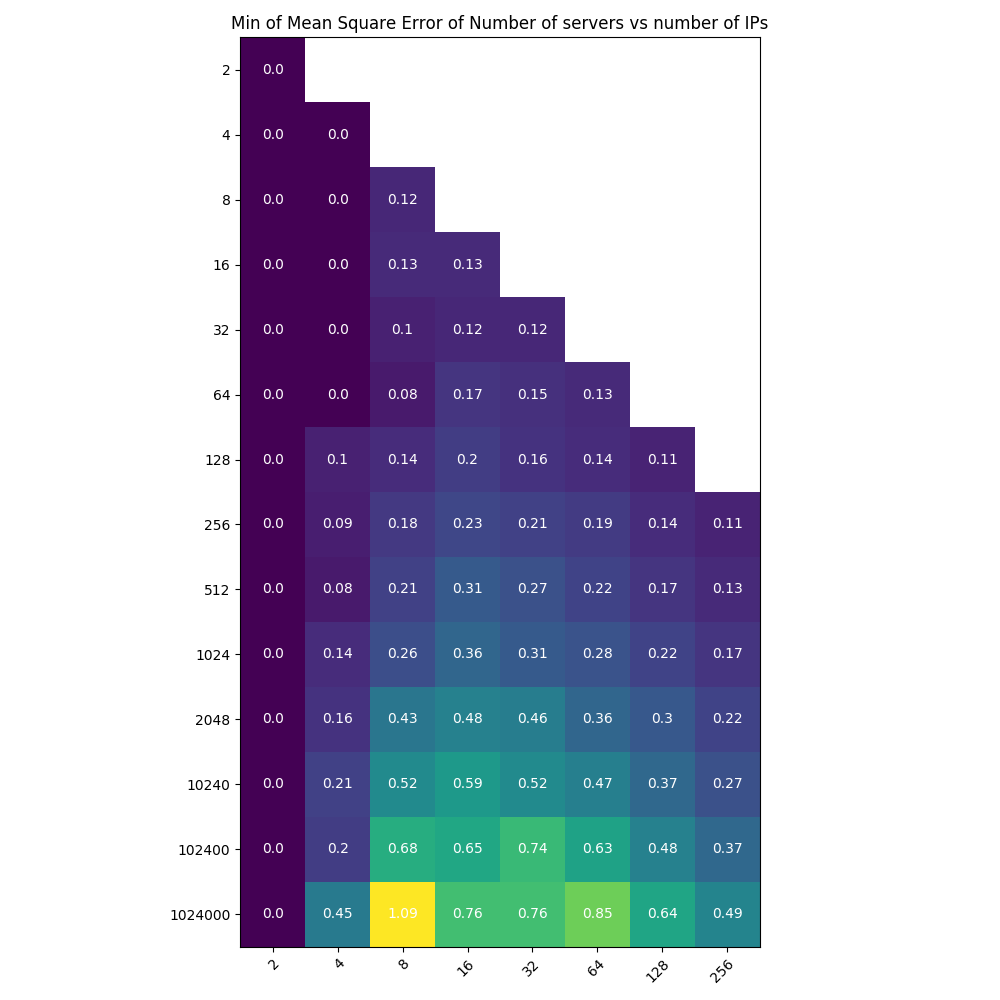 Min of Mean Square Error of Number of servers vs number of IPs
2 0.0
4 0.0 0.0
8 0.0 0.0 0.12
16 0.0 0.0 0.13 0.13
32 0.0 0.0 0.1 0.12 0.12
64 0.0 0.0 0.08 0.17 0.15 0.13
128 0.0 0.1 0.14 0.2 0.16 0.14 0.11
256 0.0 0.09 0.18 0.23 0.21 0.19 0.14 0.11
512 0.0 0.08 0.21 0.31 0.27 0.22 0.17 0.13
1024 0.0 0.14 0.26 0.36 0.31 0.28 0.22 0.17
2048 0.0 0.16 0.43 0.48 0.46 0.36 0.3 0.22
10240 0.0 0.21 0.52 0.59 0.52 0.47 0.37 0.27
102400 0.0 0.2 0.68 0.65 0.74 0.63 0.48 0.37
1024000 0.0 0.45 1.09 0.76 0.76 0.85 0.64 0.49
2 4 8 16 32 64 128 256